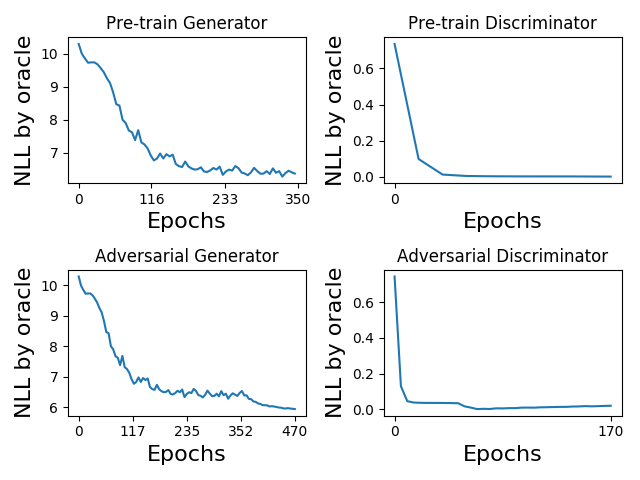 Pre-train Generator
NLL by oracle
10
9
8
7
0 116 233 350
Epochs
Pre-train Discriminator
NLL by oracle
0.6
0.4
0.2
0.0
0
Epochs
Adversarial Generator
NLL by oracle
10
9
8
7
6
0 117 235 352 470
Epochs
Adversarial Discriminator
NLL by oracle
0.6
0.4
0.2
0.0
0 170
Epochs